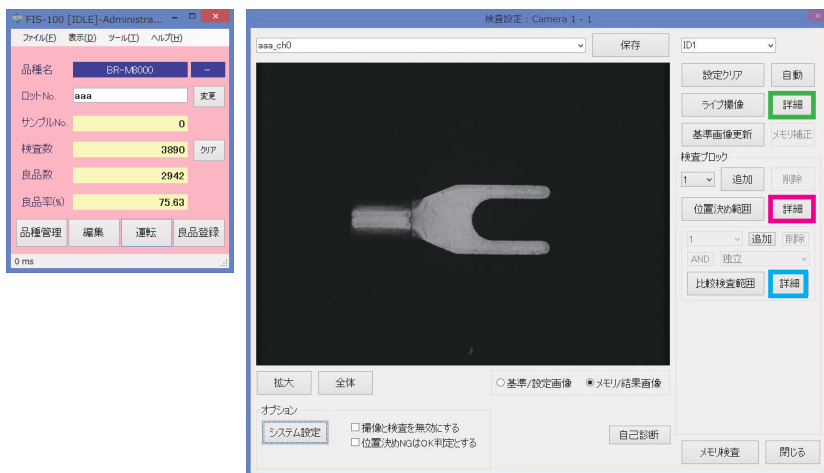 FIS-100 [IDLE]-Administra...
ファイル(F) 表示(D) ツール(T) ヘルプ(H)
品種名 BR-M8000 －
ロットNo. aaa 変更
サンプルNo. 0
検査数 3890 クリア
良品数 2942
良品率(%) 75.63
品種管理 編集 運転 良品登録
0 ms
検査設定 : Camera 1 - 1
aaa_ch0 保存 ID1
設定クリア 自動
ライブ撮像 詳細
基準画像更新 メモリ補正
検査ブロック
1 追加 削除
位置決め範囲 詳細
1 追加 削除
AND 独立
比較検査範囲 詳細
拡大 全体 基準/設定画像 メモリ/結果画像
オプション
システム設定 撮像と検査を無効にする
位置決めNGはOK判定とする
自己診断
メモリ検査 閉じる